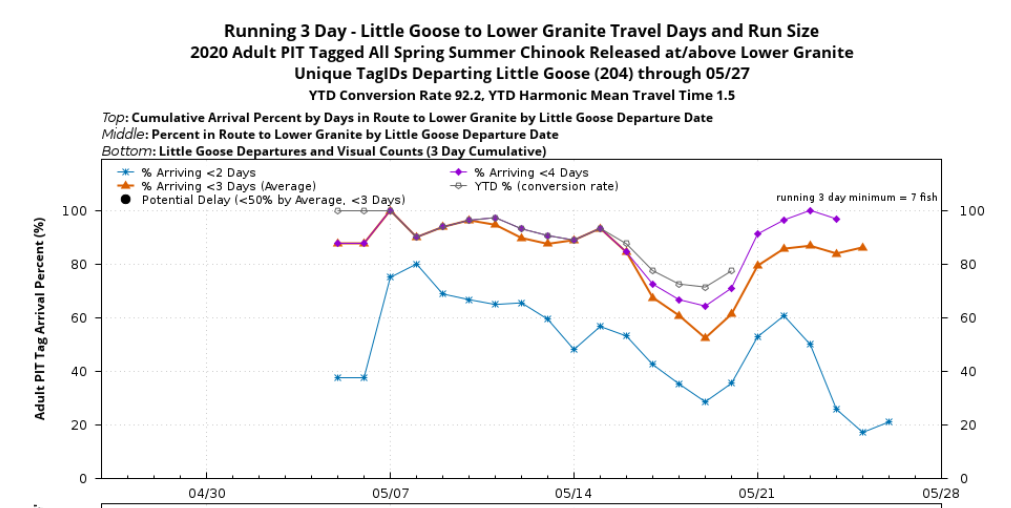 Running 3 Day - Little Goose to Lower Granite Travel Days and Run Size
2020 Adult PIT Tagged All Spring Summer Chinook Released at/above Lower Granite
Unique TagIDs Departing Little Goose (204) through 05/27
YTD Conversion Rate 92.2, YTD Harmonic Mean Travel Time 1.5
Top: Cumulative Arrival Percent by Days in Route to Lower Granite by Little Goose Departure Date
Middle: Percent in Route to Lower Granite by Little Goose Departure Date
Bottom: Little Goose Departures and Visual Counts (3 Day Cumulative)
% Arriving <2 Days
% Arriving <4 Days
% Arriving <3 Days (Average)
YTD % (conversion rate)
Potential Delay (<50% by Average, <3 Days)
running 3 day minimum = 7 fish
Adult PIT Tag Arrival Percent (%)
100 100
80 80
60 60
40 40
20 20
0 0
04/30 05/07 05/14 05/21 05/28